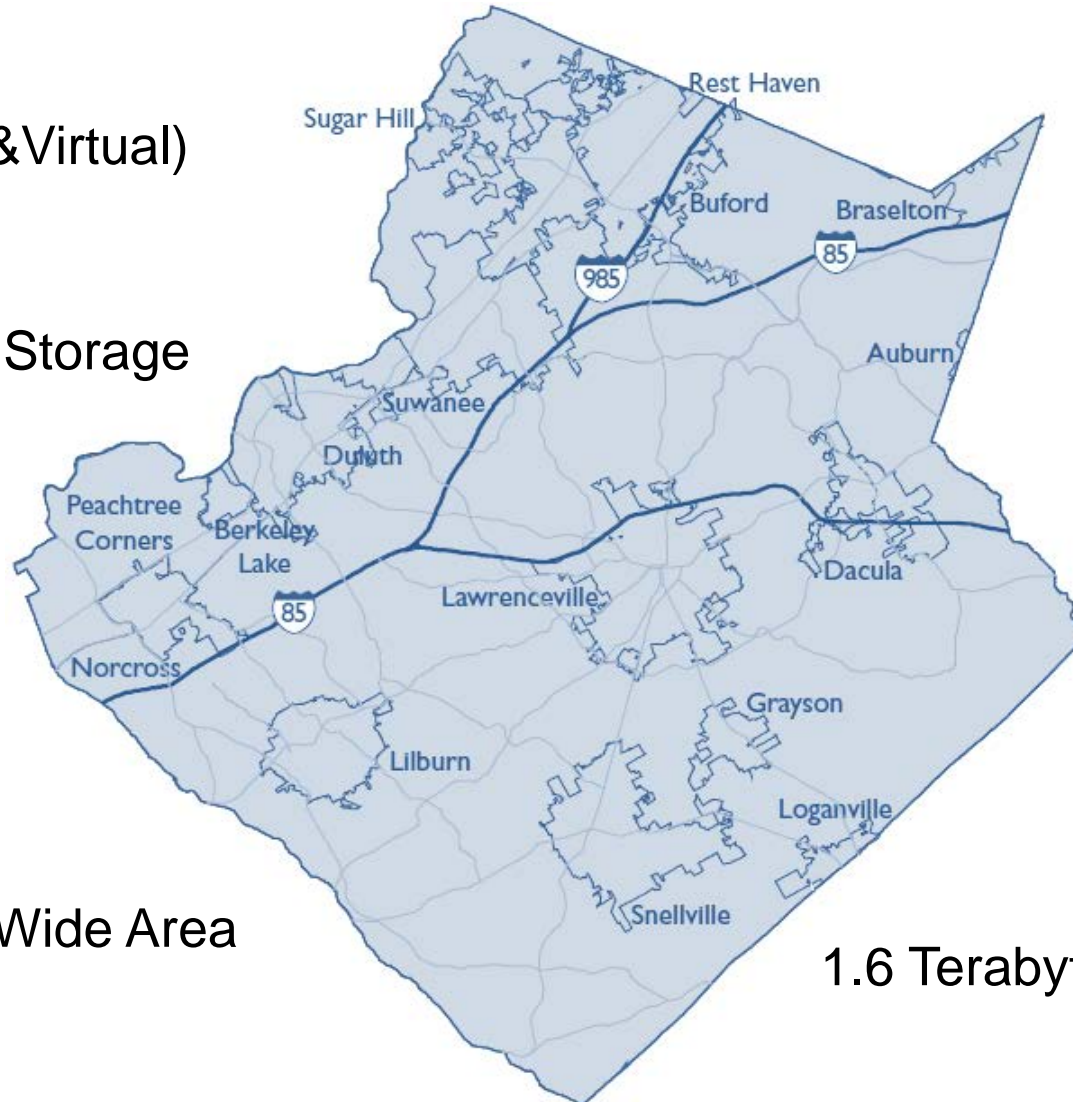 &Virtual)
Storage
Wide Area
1.6 Teraby
Rest Haven
Sugar Hill
Buford
Braselton
985
85
Auburn
Suwanee
Duluth
Peachtree
Corners
Berkeley
Lake
Lawrenceville
Dacula
85
Norcross
Grayson
Lilburn
Loganville
Snellville